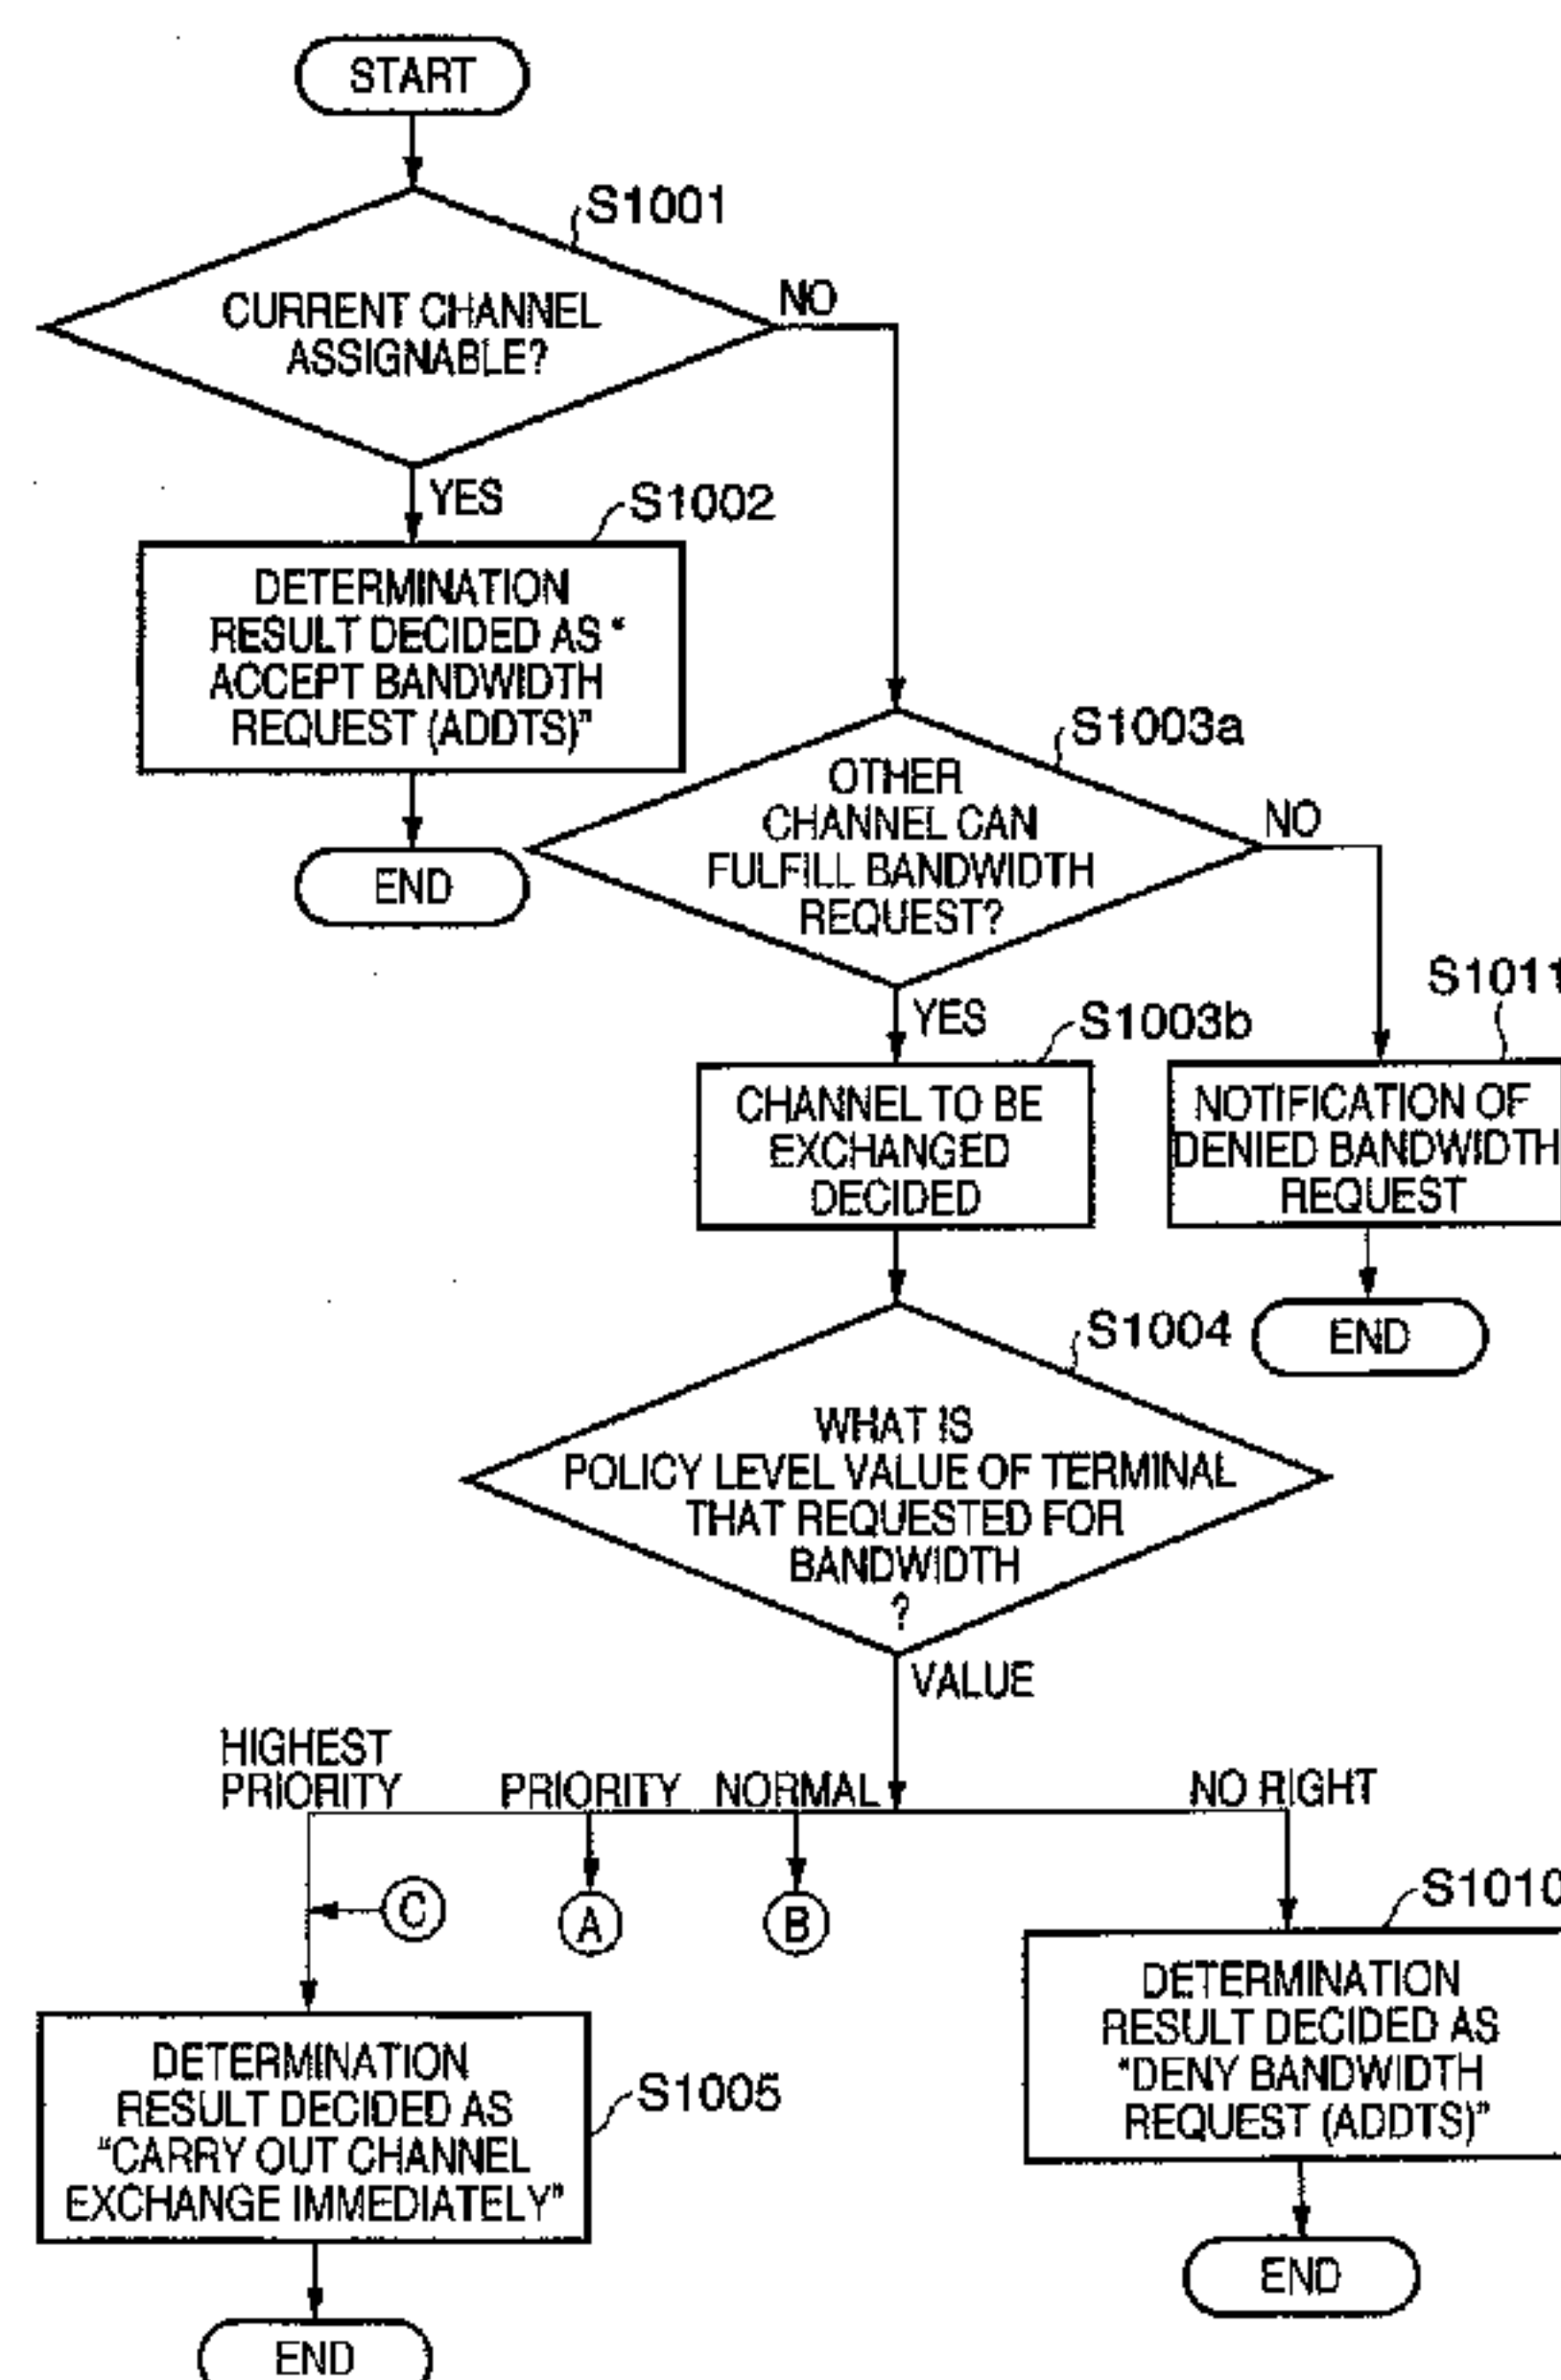 START
S1001
CURRENT CHANNEL
ASSIGNABLE?
NO
YES
S1002
DETERMINATION
RESULT DECIDED AS "
ACCEPT BANDWIDTH
REQUEST (ADDTS)"
END
S1003a
OTHER
CHANNEL CAN
FULFILL BANDWIDTH
REQUEST?
NO
YES
S1003b
CHANNEL TO BE
EXCHANGED
DECIDED
S1011
NOTIFICATION OF
DENIED BANDWIDTH
REQUEST
END
S1004
WHAT IS
POLICY LEVEL VALUE OF TERMINAL
THAT REQUESTED FOR
BANDWIDTH
?
VALUE
HIGHEST
PRIORITY
PRIORITY
NORMAL
NO RIGHT
C
A
B
S1010
DETERMINATION
RESULT DECIDED AS
"DENY BANDWIDTH
REQUEST (ADDTS)"
END
S1005
DETERMINATION
RESULT DECIDED AS
"CARRY OUT CHANNEL
EXCHANGE IMMEDIATELY"
END